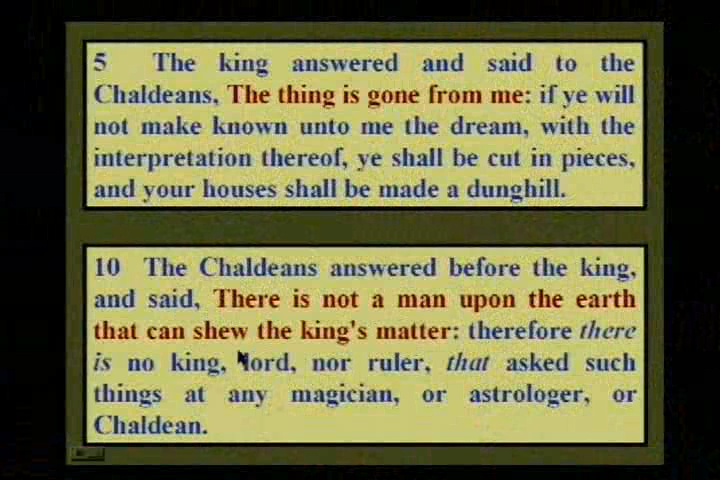 5 The king answered and said to the
Chaldeans, The thing is gone from me: if ye will
not make known unto me the dream, with the
interpretation thereof, ye shall be cut in pieces,
and your houses shall be made a dunghill.
10 The Chaldeans answered before the king,
and said, There is not a man upon the earth
that can shew the king's matter: therefore there
is no king, lord, nor ruler, that asked such
things at any magician, or astrologer, or
Chaldean.